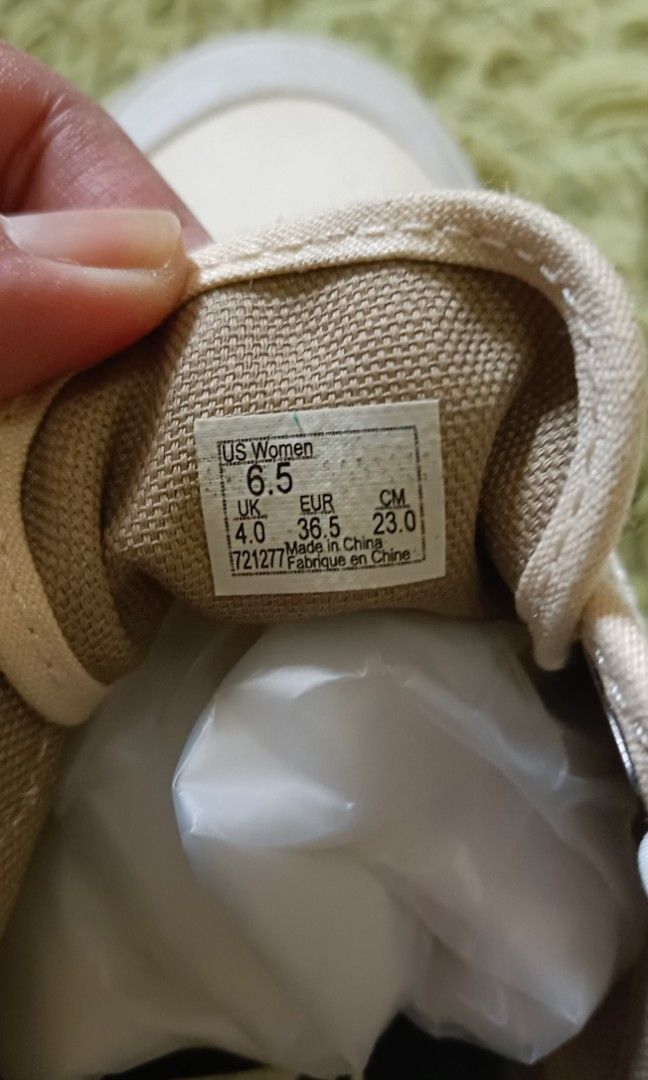 US Women
6.5
UK EUR CM
4.0 36.5 23.0
721277 Made in China
Fabrique en Chine